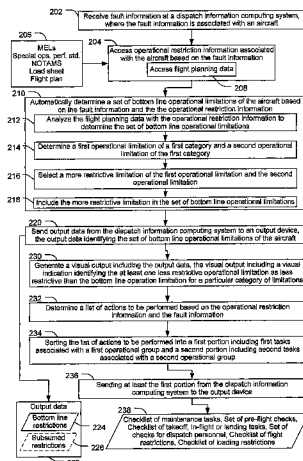 202
Receive fault information at a dispatch information computing system,
where the fault information is associated with an aircraft
206
MELs
Special ops. perf. std.
NOTAMS
Load sheet
Flight plan
204
Access operational restriction information associated
with the aircraft based on the fault information
Access flight planning data
208
210
Automatically determine a set of bottom line operational limitations of the aircraft based
on the fault information and the the operational restriction information
212
Analyze the flight planning data with the operational restriction information to
determine the set of bottom line operational limitations
214
Determine a first operational limitation of a first category and a second operational
limitation of the first category
216
Select a more restrictive limitation of the first operational limitation and the second
operational limitation
218
Include the more restrictive limitation in the set of bottom line operational limitations
220
Send output data from the dispatch information computing system to an output device,
the output data identifying the set of bottom line operational limitations of the aircraft
230
Generate a visual output including the output data, the visual output including a visual
indication identifying the at least one less restrictive operational limitation as less
restrictive than the bottom line operation limitation for a particular category of limitations
232
Determine a list of actions to be performed based on the operational restriction
information and the fault information
234
Sorting the list of actions to be performed into a first portion including first tasks
associated with a first operational group and a second portion including second tasks
associated with a second operational group
236
Sending at least the first portion from the dispatch information
computing system to the output device
Output data
Bottom line
restrictions
224
Subsumed
restrictions
226
238
Checklist of maintenance tasks, Set of pre-flight checks,
Checklist of takeoff, in-flight or landing tasks, Set of
checks for dispatch personnel, Checklist of flight
restrictions, Checklist of loading restrictions